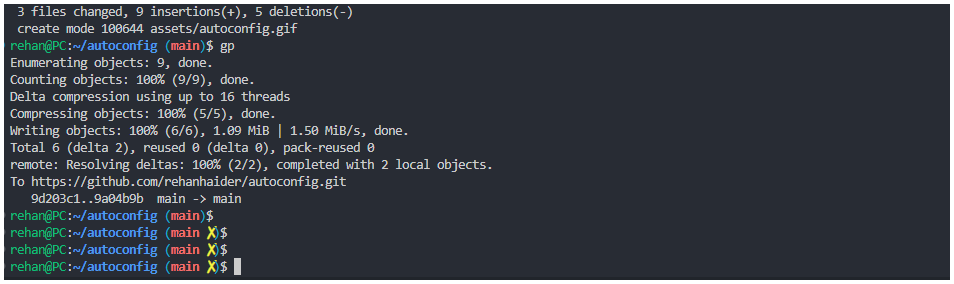 3 files changed, 9 insertions(+), 5 deletions(-)
create mode 100644 assets/autoconfig.gif
rehan@PC:~/autoconfig (main)$ gp
Enumerating objects: 9, done.
Counting objects: 100% (9/9), done.
Delta compression using up to 16 threads
Compressing objects: 100% (5/5), done.
Writing objects: 100% (6/6), 1.09 MiB | 1.50 MiB/s, done.
Total 6 (delta 2), reused 0 (delta 0), pack-reused 0
remote: Resolving deltas: 100% (2/2), completed with 2 local objects.
To https://github.com/rehanhaider/autoconfig.git
9d203c1..9a04b9b  main -> main
rehan@PC:~/autoconfig (main)$
rehan@PC:~/autoconfig (main ✗)$
rehan@PC:~/autoconfig (main ✗)$
rehan@PC:~/autoconfig (main ✗)$